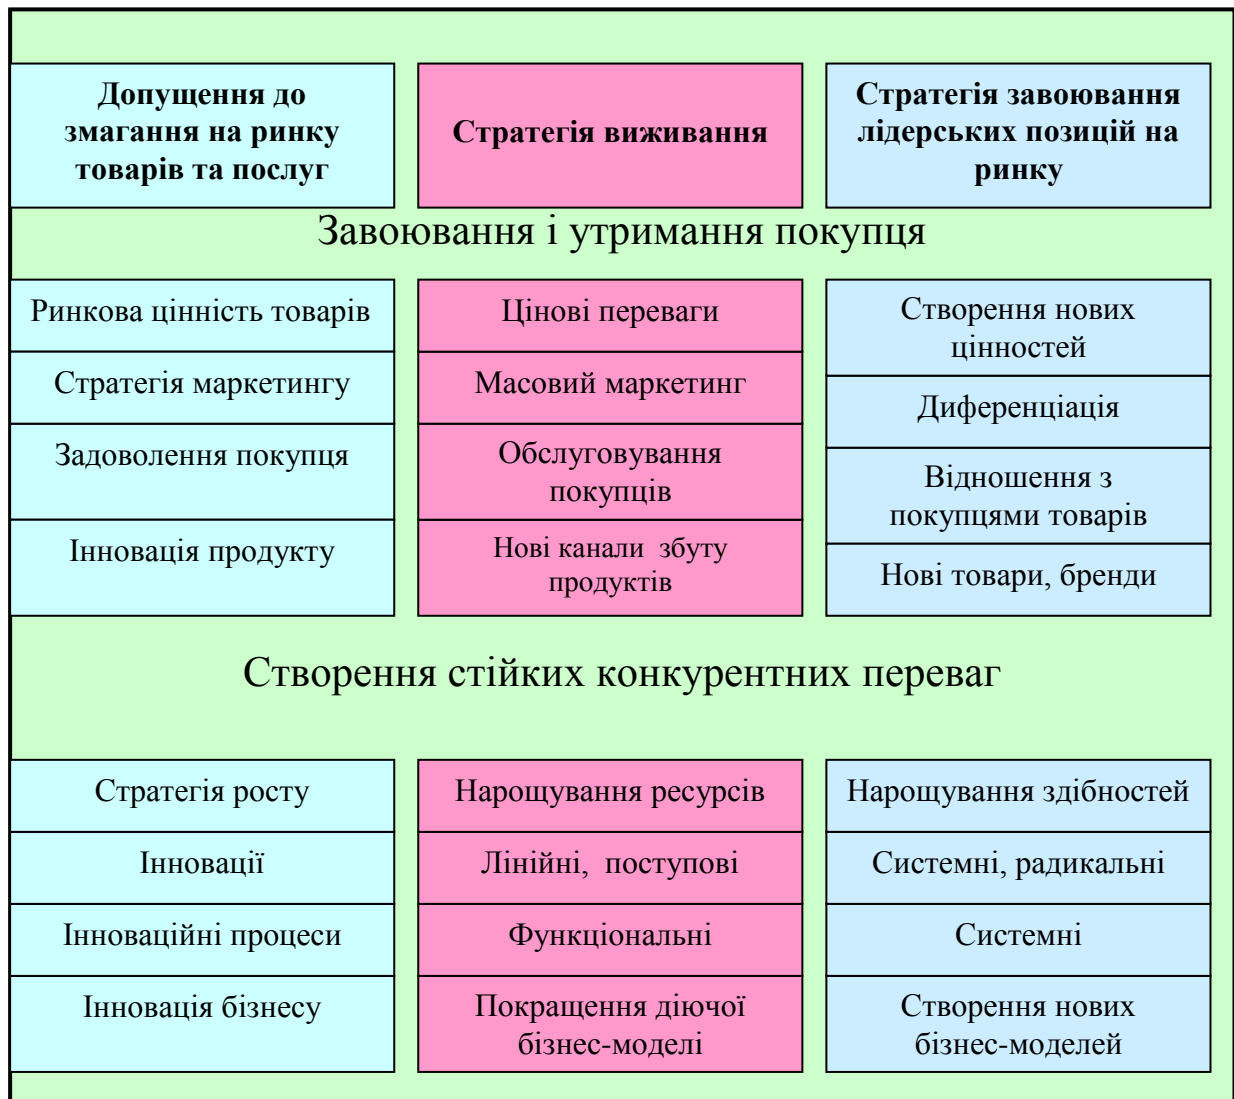 Допущення до
змагання на ринку
товарів та послуг
Стратегія виживання
Стратегія завоювання
лідерських позицій на
ринку
Завоювання і утримання покупця
Ринкова цінність товарів
Цінові переваги
Створення нових
цінностей
Стратегія маркетингу
Масовий маркетинг
Диференціація
Задоволення покупця
Обслуговування
покупців
Відношення з
покупцями товарів
Інновація продукту
Нові канали збуту
продуктів
Нові товари, бренди
Створення стійких конкурентних переваг
Стратегія росту
Нарощування ресурсів
Нарощування здібностей
Інновації
Лінійні, поступові
Системні, радикальні
Інноваційні процеси
Функціональні
Системні
Інновація бізнесу
Покращення діючої
бізнес-моделі
Створення нових
бізнес-моделей